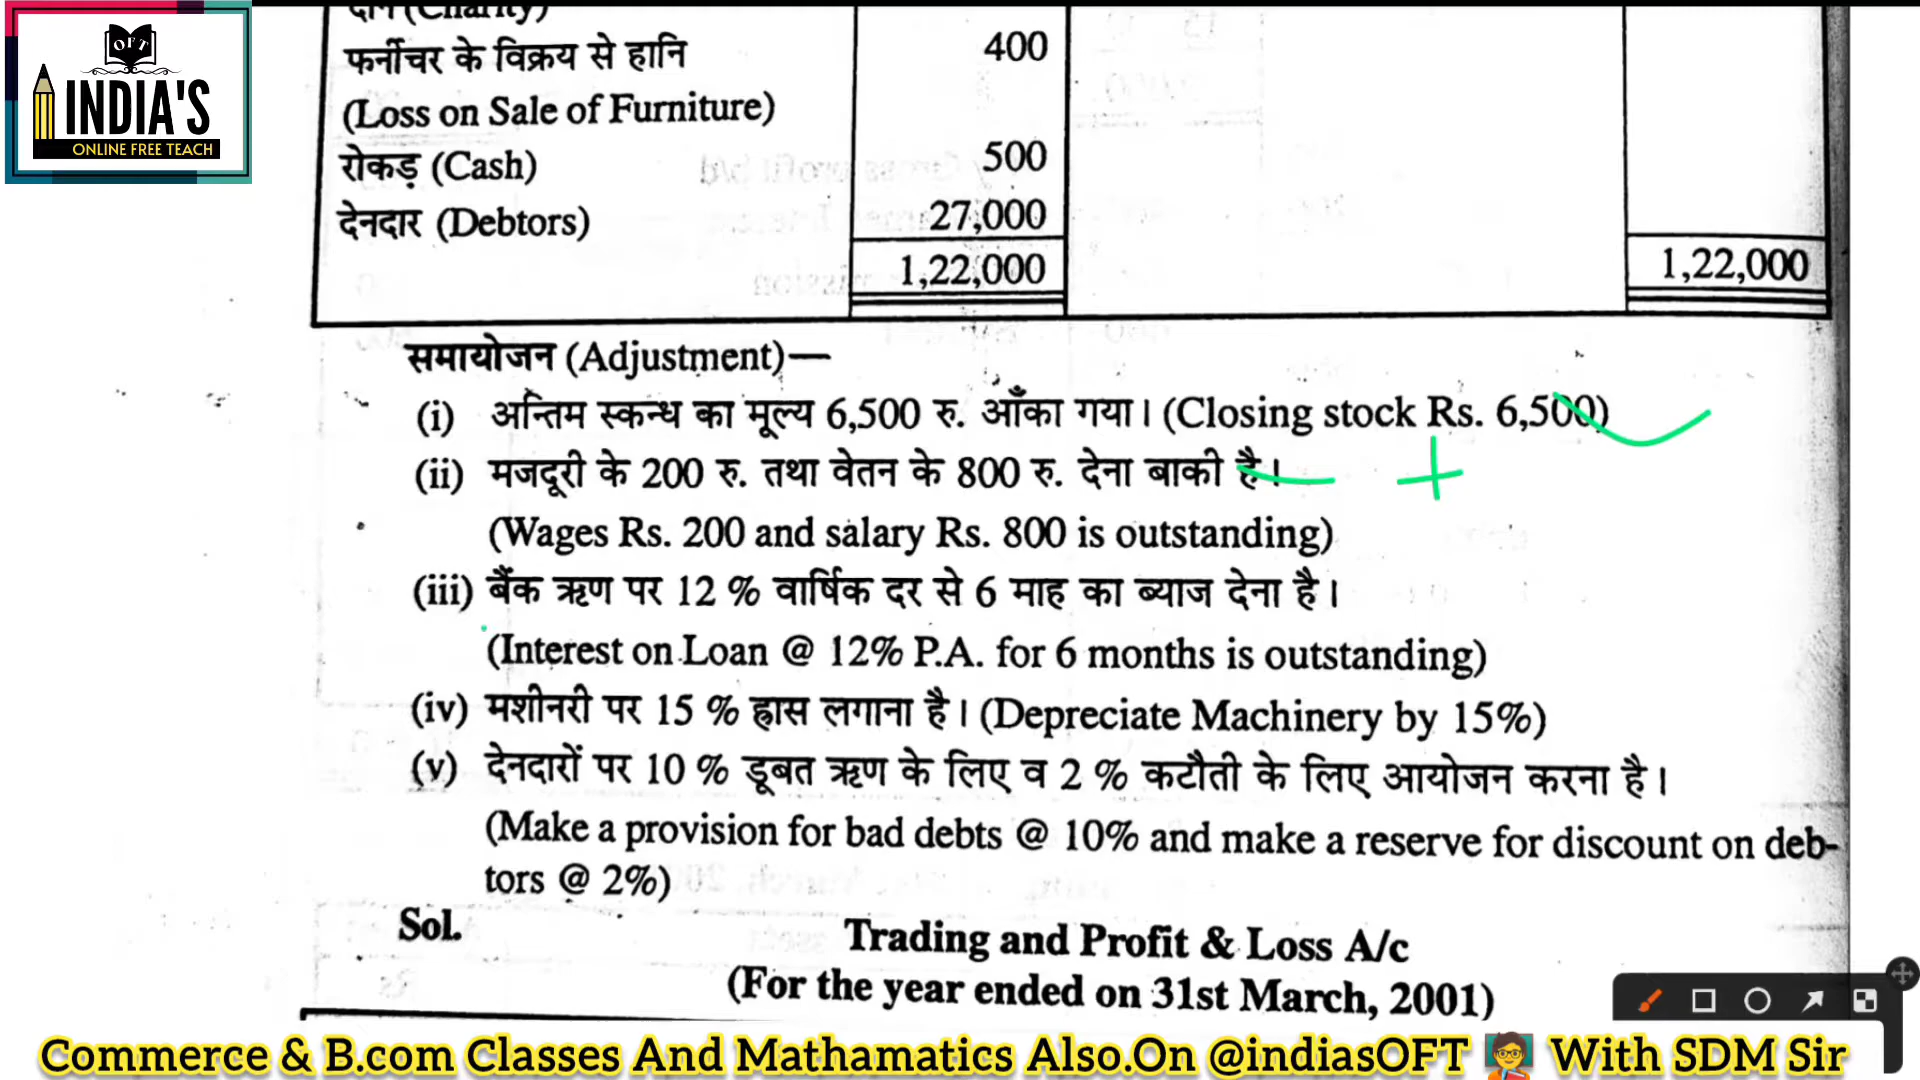 OFT
INDIA'S
ONLINE FREE TEACH
दान (Charity)
फर्नीचर के विक्रय से हानि 400
(Loss on Sale of Furniture)
रोकड़ (Cash) 500
देनदार (Debtors) 27,000
1,22,000 1,22,000
समायोजन (Adjustment)—
(i) अन्तिम स्कन्ध का मूल्य 6,500 रु. आँका गया। (Closing stock Rs. 6,500)
(ii) मजदूरी के 200 रु. तथा वेतन के 800 रु. देना बाकी है।
(Wages Rs. 200 and salary Rs. 800 is outstanding)
(iii) बैंक ऋण पर 12 % वार्षिक दर से 6 माह का ब्याज देना है।
(Interest on Loan @ 12% P.A. for 6 months is outstanding)
(iv) मशीनरी पर 15 % ह्रास लगाना है। (Depreciate Machinery by 15%)
(v) देनदारों पर 10 % डूबत ऋण के लिए व 2 % कटौती के लिए आयोजन करना है।
(Make a provision for bad debts @ 10% and make a reserve for discount on deb-
tors @ 2%)
Sol. Trading and Profit & Loss A/c
(For the year ended on 31st March, 2001)
Commerce & B.com Classes And Mathamatics Also.On @indiasOFT With SDM Sir